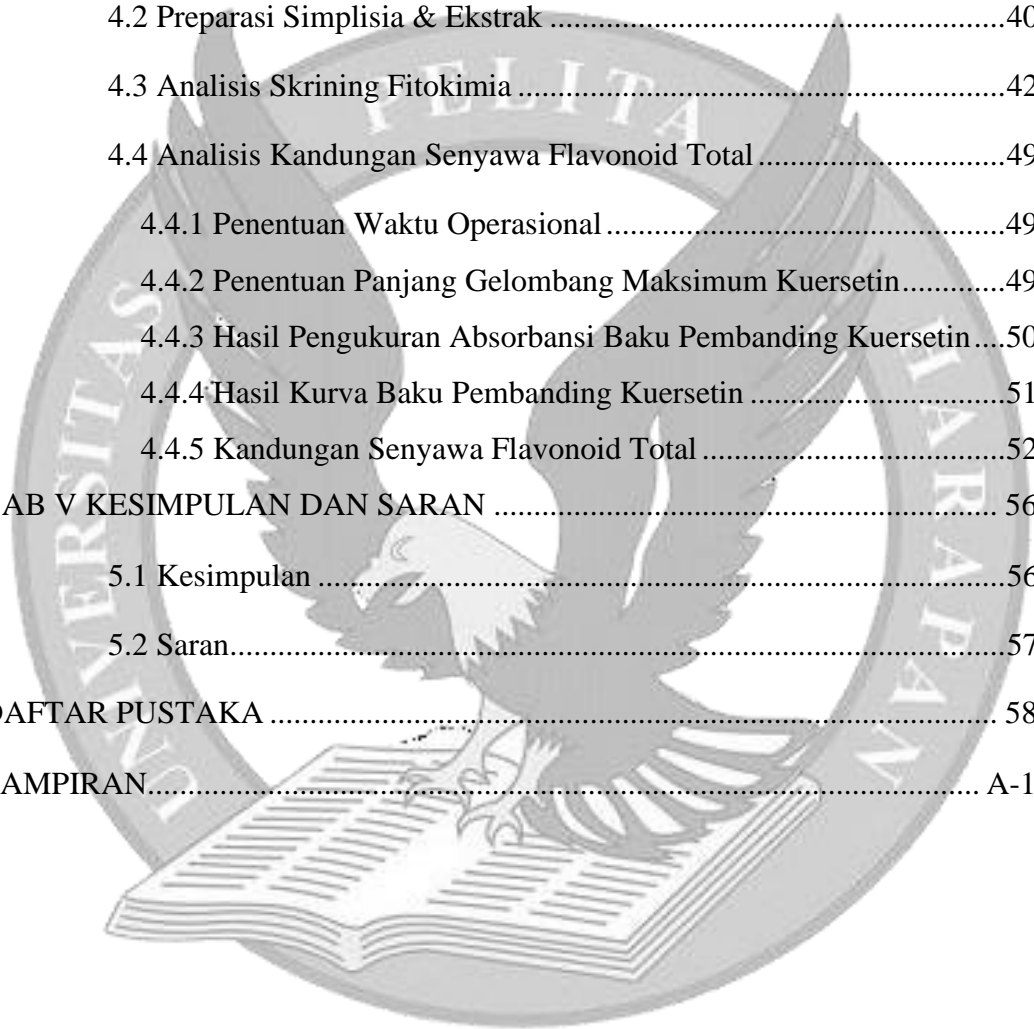 4.2 Preparasi Simplisia & Ekstrak ........................................................40
4.3 Analisis Skrining Fitokimia ............................................................42
4.4 Analisis Kandungan Senyawa Flavonoid Total ..............................49
4.4.1 Penentuan Waktu Operasional .................................................49
4.4.2 Penentuan Panjang Gelombang Maksimum Kuersetin.............49
4.4.3 Hasil Pengukuran Absorbansi Baku Pembanding Kuersetin ....50
4.4.4 Hasil Kurva Baku Pembanding Kuersetin ................................51
4.4.5 Kandungan Senyawa Flavonoid Total ......................................52
AB V KESIMPULAN DAN SARAN ............................................................. 56
5.1 Kesimpulan .....................................................................................56
5.2 Saran................................................................................................57
DAFTAR PUSTAKA ......................................................................................... 58
AMPIRAN...................................................................................................... A-1
UNIVERSITAS PELITA HARAPAN